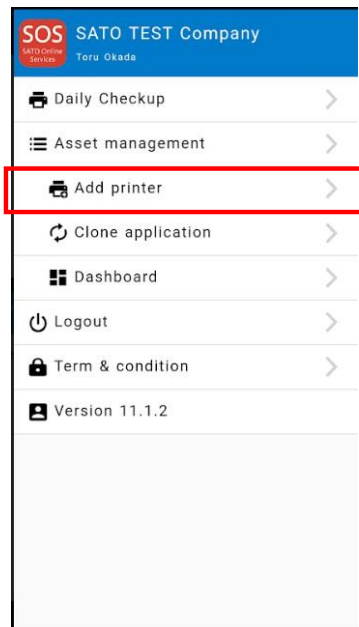 SOS
SATO Online
Services
SATO TEST Company
Toru Okada
Daily Checkup
Asset management
Add printer
Clone application
Dashboard
Logout
Term & condition
Version 11.1.2